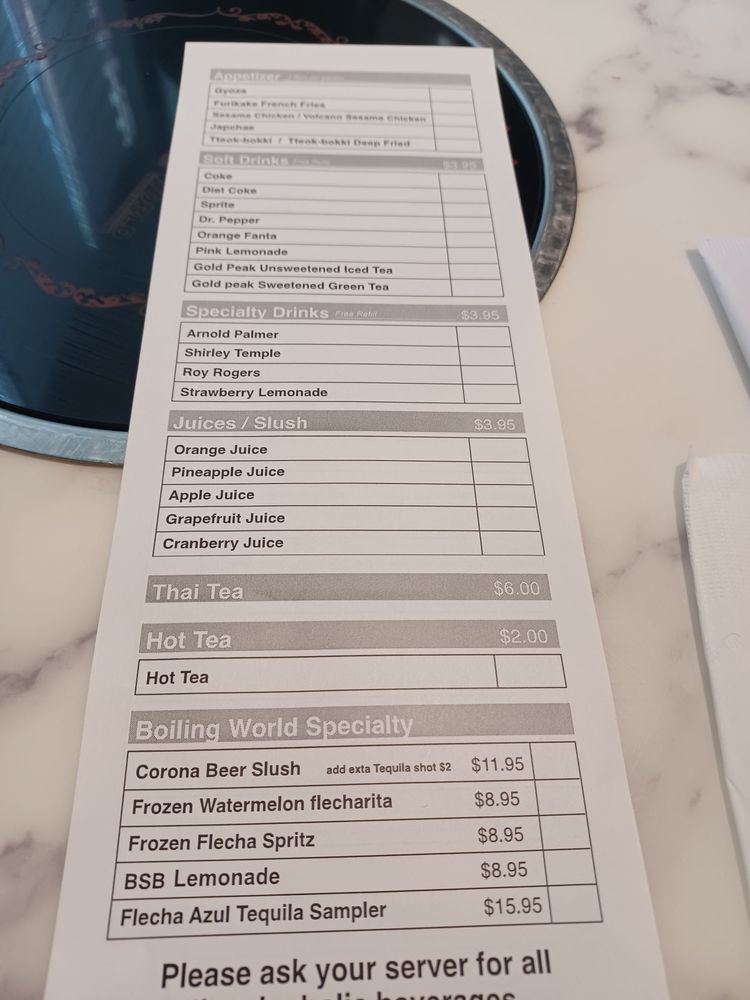 Appetizer
Gyoza
Furikake French Fries
Sesame Chicken / Volcano Sesame Chicken
Japchae
Tteok-bokki / Tteok-bokki Deep Fried
Soft Drinks Free Refill $3.95
Coke
Diet Coke
Sprite
Dr. Pepper
Orange Fanta
Pink Lemonade
Gold Peak Unsweetened Iced Tea
Gold peak Sweetened Green Tea
Specialty Drinks Free Refill $3.95
Arnold Palmer
Shirley Temple
Roy Rogers
Strawberry Lemonade
Juices / Slush $3.95
Orange Juice
Pineapple Juice
Apple Juice
Grapefruit Juice
Cranberry Juice
Thai Tea $6.00
Hot Tea $2.00
Hot Tea
Boiling World Specialty
Corona Beer Slush add exta Tequila shot $2 $11.95
Frozen Watermelon flecharita $8.95
Frozen Flecha Spritz $8.95
BSB Lemonade $8.95
Flecha Azul Tequila Sampler $15.95
Please ask your server for all
beverages